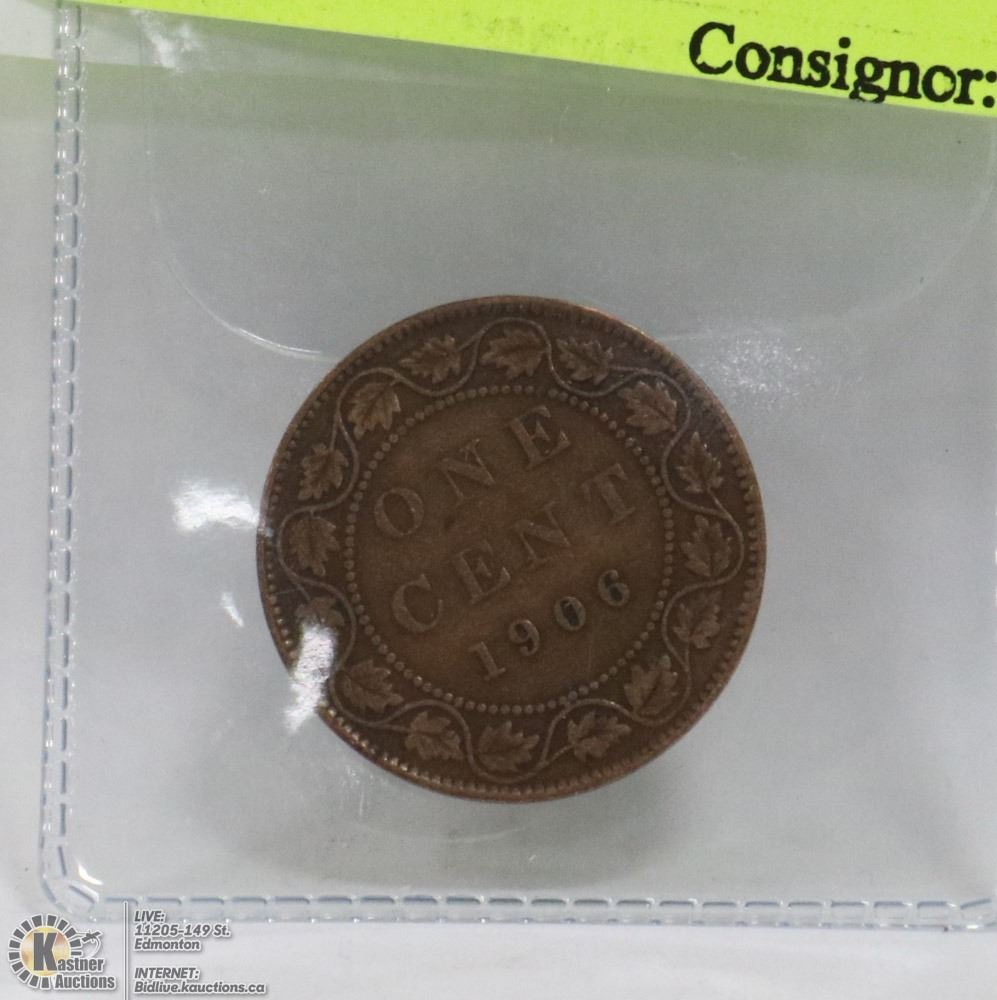 Consignor:
ONE
CENT
1906
Kastner
Auctions
LIVE:
11205-149 St.
Edmonton
INTERNET:
Bidlive.kauctions.ca